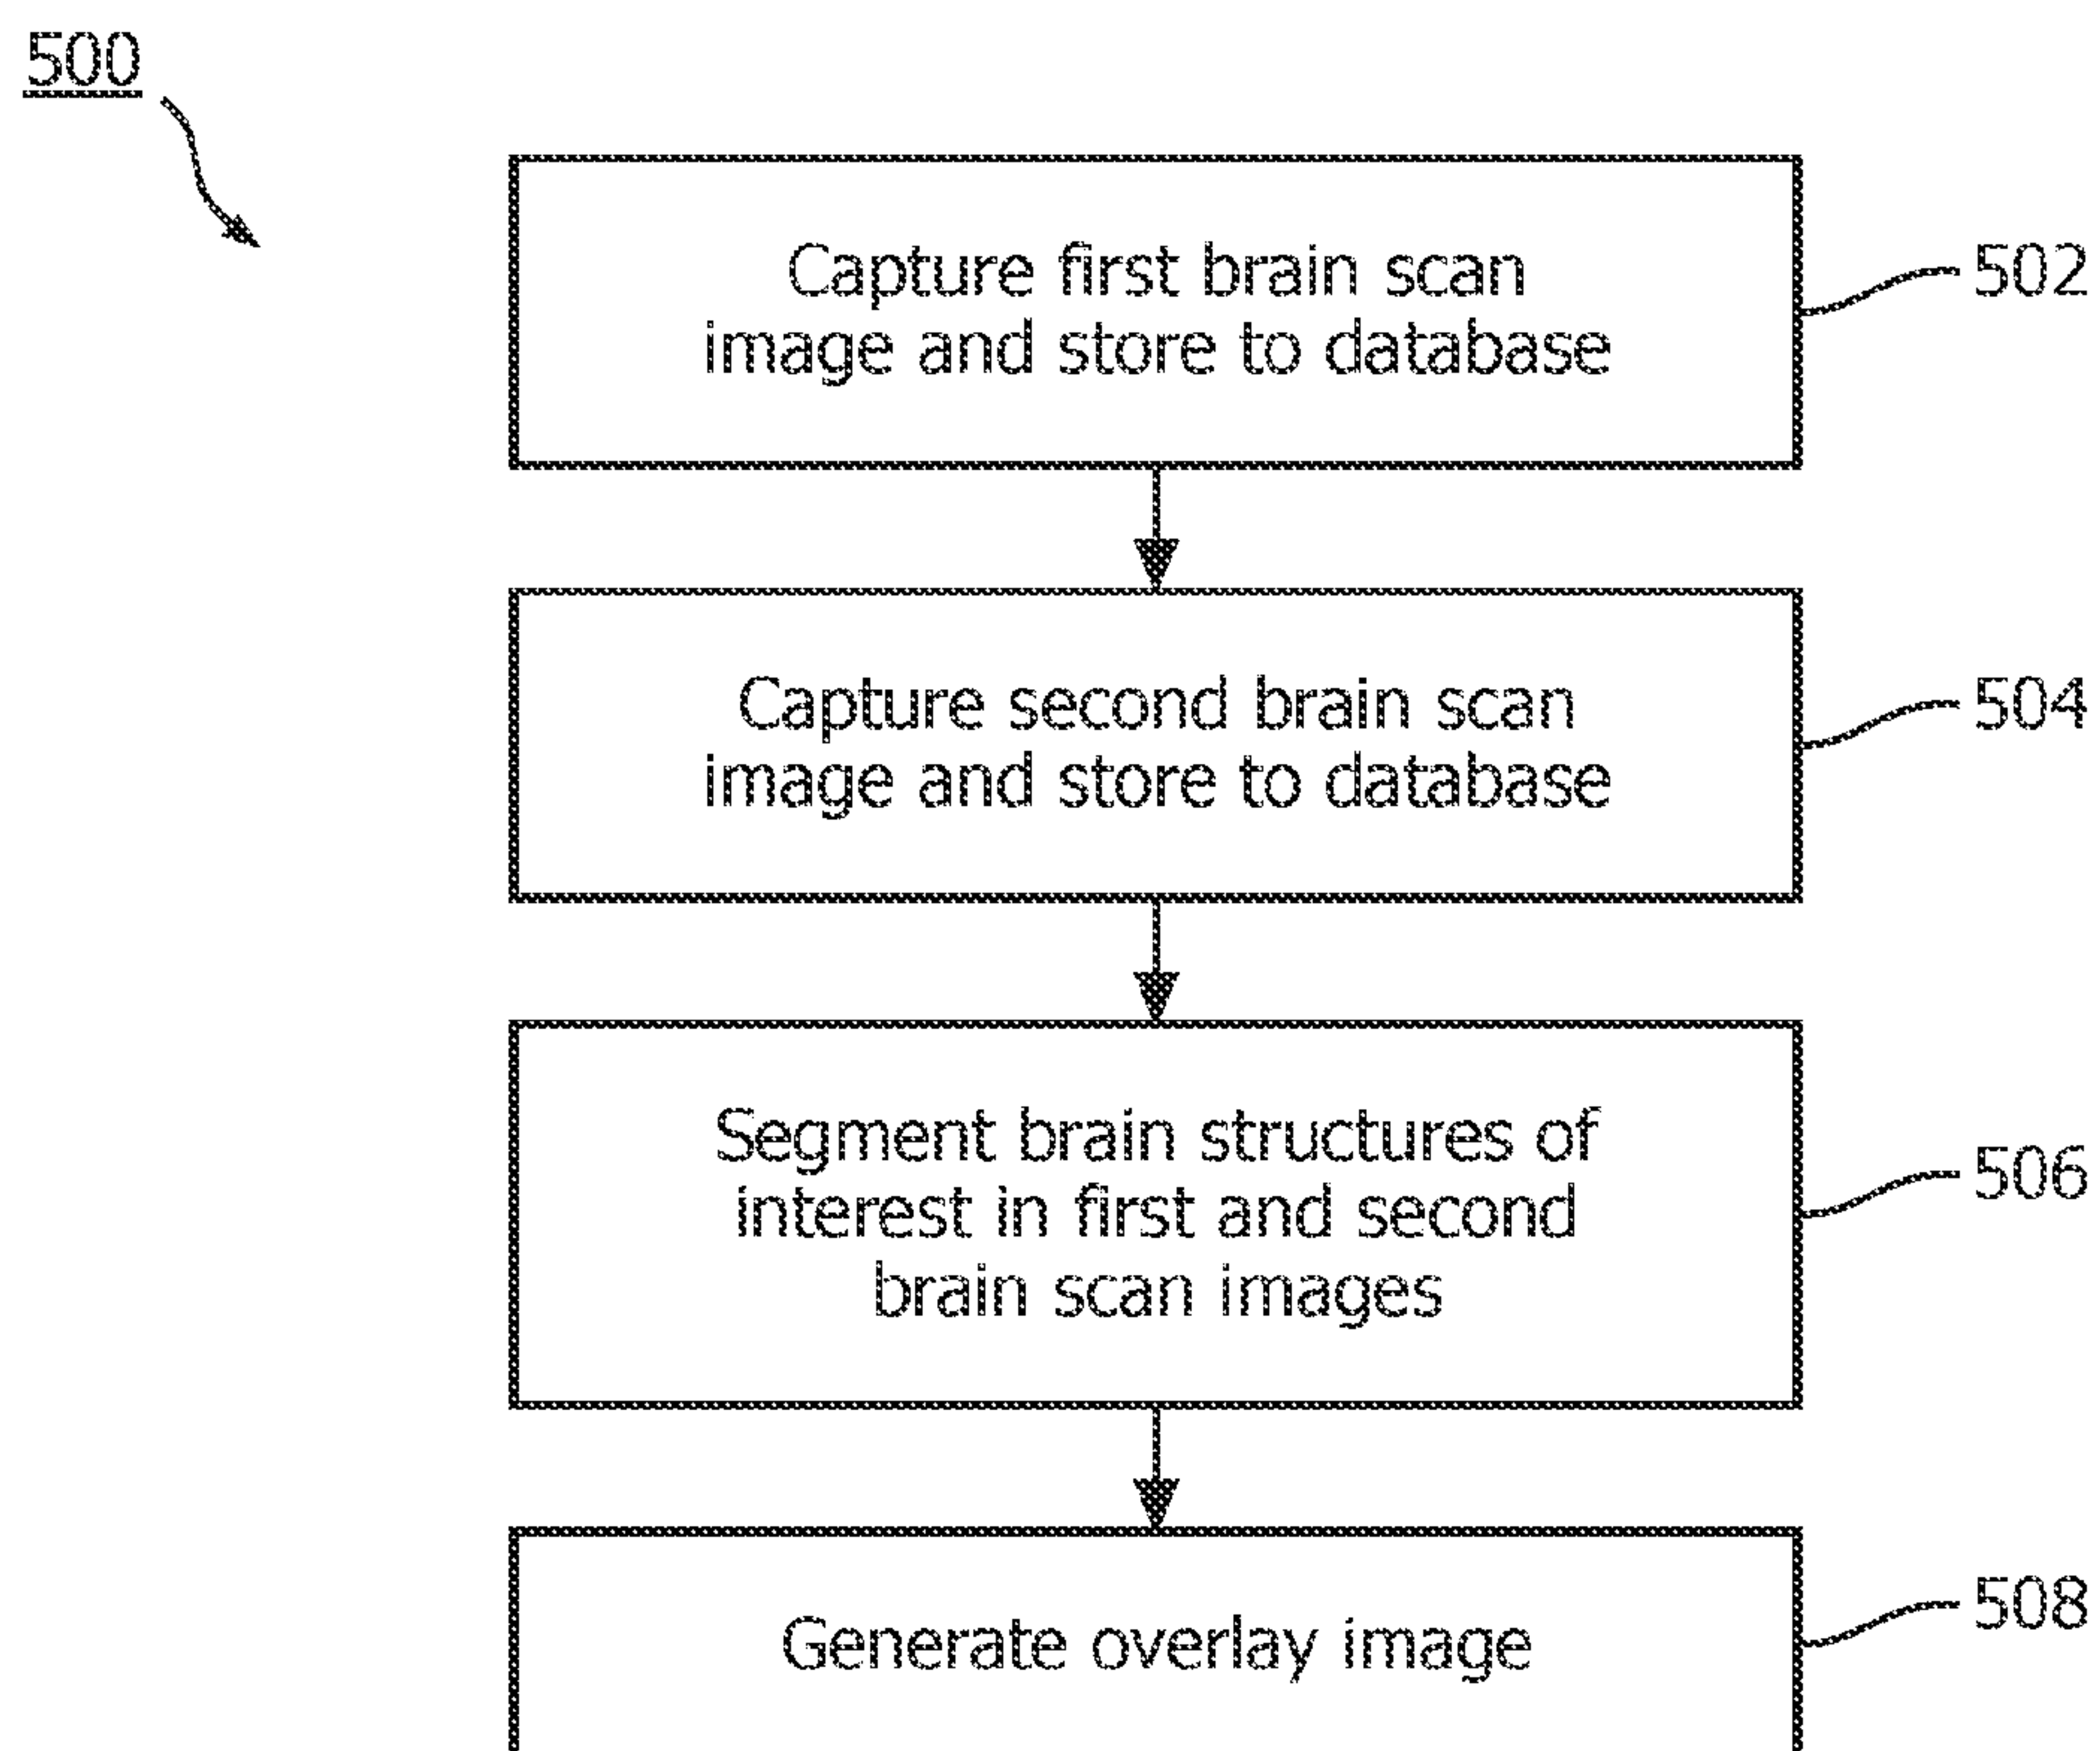 500
Capture first brain scan
image and store to database
502
Capture second brain scan
image and store to database
504
Segment brain structures of
interest in first and second
brain scan images
506
Generate overlay image
508